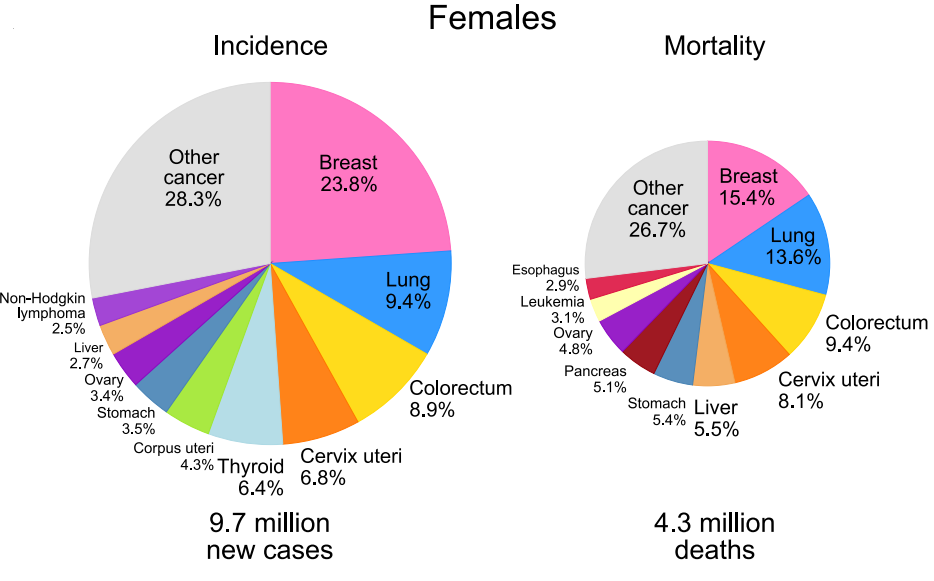 Females
Incidence
Other
cancer
28.3%
Breast
23.8%
Lung
9.4%
Colorectum
8.9%
Cervix uteri
6.8%
Thyroid
6.4%
Corpus uteri
4.3%
Stomach
3.5%
Ovary
3.4%
Liver
2.7%
Non-Hodgkin
lymphoma
2.5%
9.7 million
new cases
Mortality
Other
cancer
26.7%
Breast
15.4%
Lung
13.6%
Colorectum
9.4%
Cervix uteri
8.1%
Liver
5.5%
Stomach
5.4%
Pancreas
5.1%
Ovary
4.8%
Leukemia
3.1%
Esophagus
2.9%
4.3 million
deaths